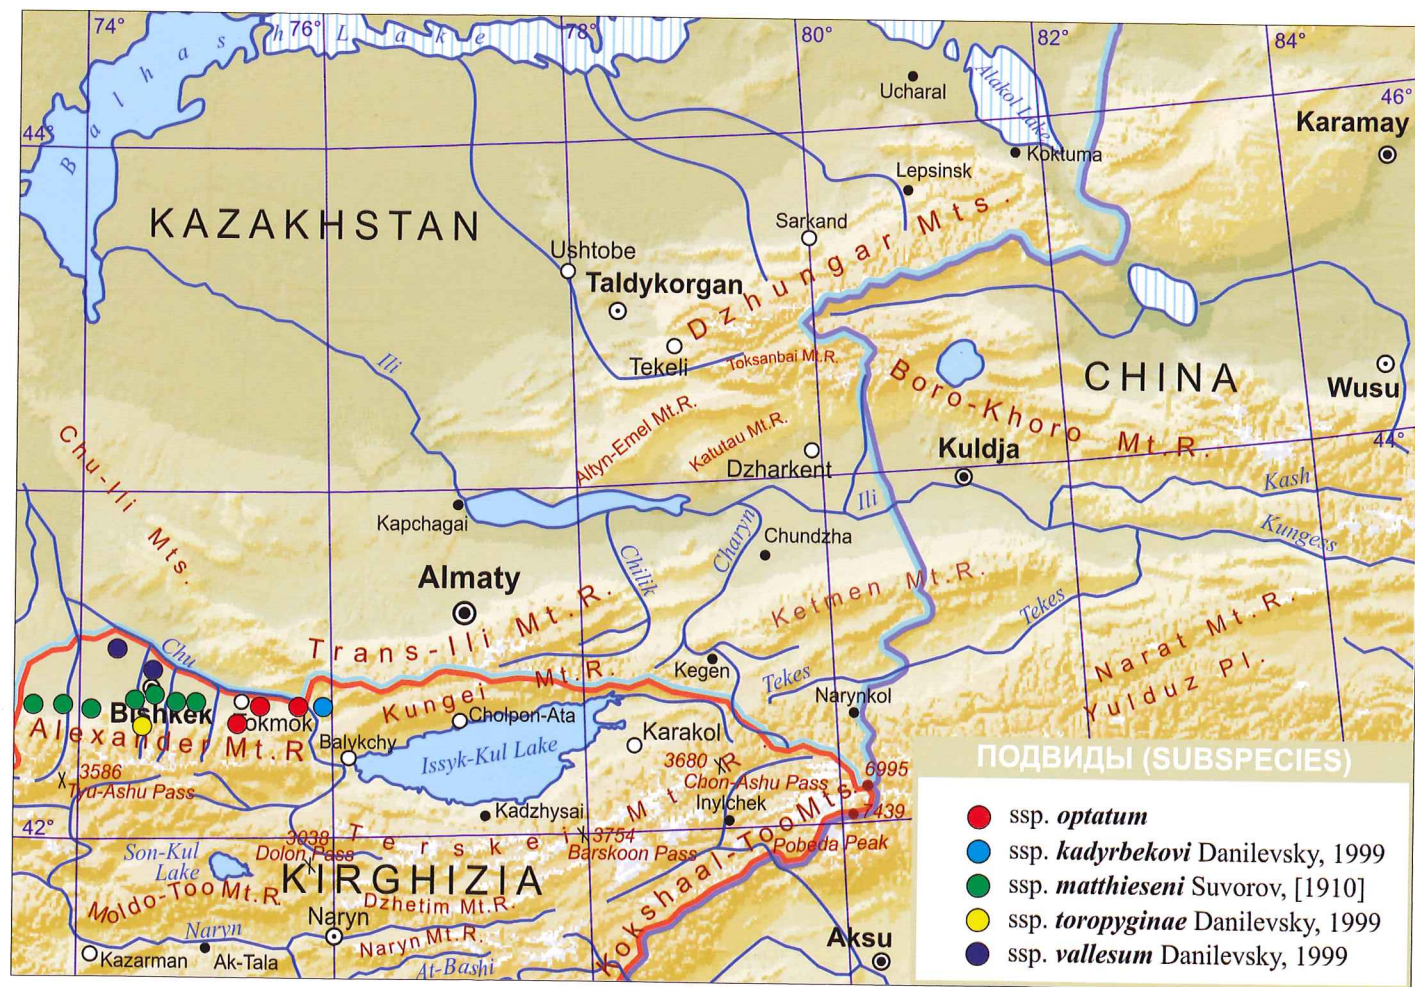 74°
76°
78°
80°
82°
84°
Balhash Lake
Ucharal
Alakol Lake
46°
Karamay
44°
Koktuma
Lepsinsk
KAZAKHSTAN
Sarkand
Dzhungar Mts.
Ushtobe
Taldykorgan
Tekeli
Toksanbai Mt.R.
Ili
Boro-Khoro Mt.R.
CHINA
Wusu
Altyn-Emel Mt.R.
Katutau Mt.R.
Dzharkent
Kuldja
44°
Chu-Ili Mts.
Kash
Ili
Kungess
Kapchagai
Charyn
Chundzha
Chilik
Almaty
Ketmen Mt.R.
Tekes
Trans-Ili Mt.R.
Narat Mt.R.
Chu
Kungei Mt.R.
Kegen
Tekes
Yulduz Pl.
Narynkol
Bishkek
Tokmok
Cholpon-Ata
Alexander Mt.R
Balykchy
Issyk-Kul Lake
Karakol
3680
Chon-Ashu Pass
6995
3586
Tyu-Ashu Pass
Inylchek
Kadzhysai
7439
42°
Terskei Mt.R
3038
Dolon Pass
3754
Barskoon Pass
Pobeda Peak
Son-Kul
Lake
KIRGHIZIA
Kokshaal-Too Mts.
Moldo-Too Mt.R.
Dzhetim Mt.R.
Naryn
Naryn
Naryn Mt.R.
Aksu
Kazarman
Ak-Tala
At-Bashi
ПОДВИДЫ (SUBSPECIES)
ssp. optatum
ssp. kadyrbekovi Danilevsky, 1999
ssp. matthieseni Suvorov, [1910]
ssp. toropyginae Danilevsky, 1999
ssp. vallesum Danilevsky, 1999